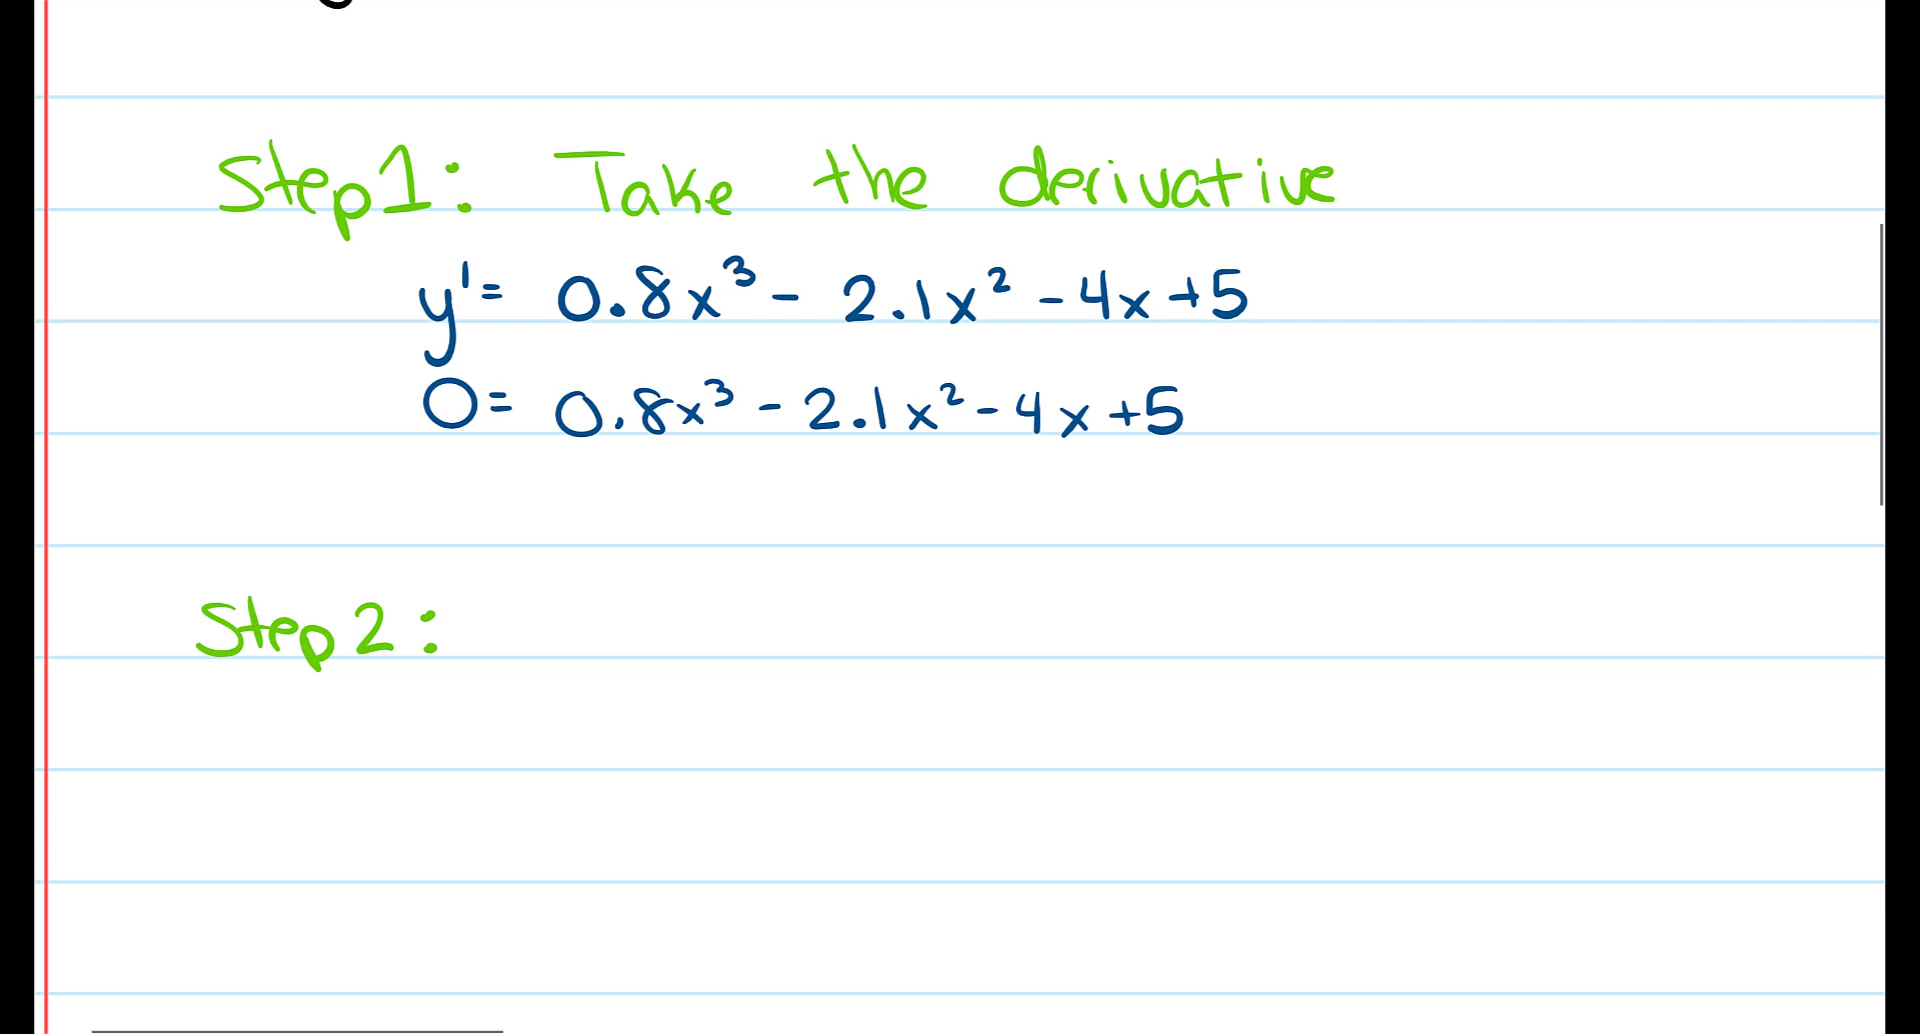 Step 1: Take the derivative
y' = 0.8x³ - 2.1x² - 4x + 5
0 = 0.8x³ - 2.1x² - 4x + 5
Step 2: